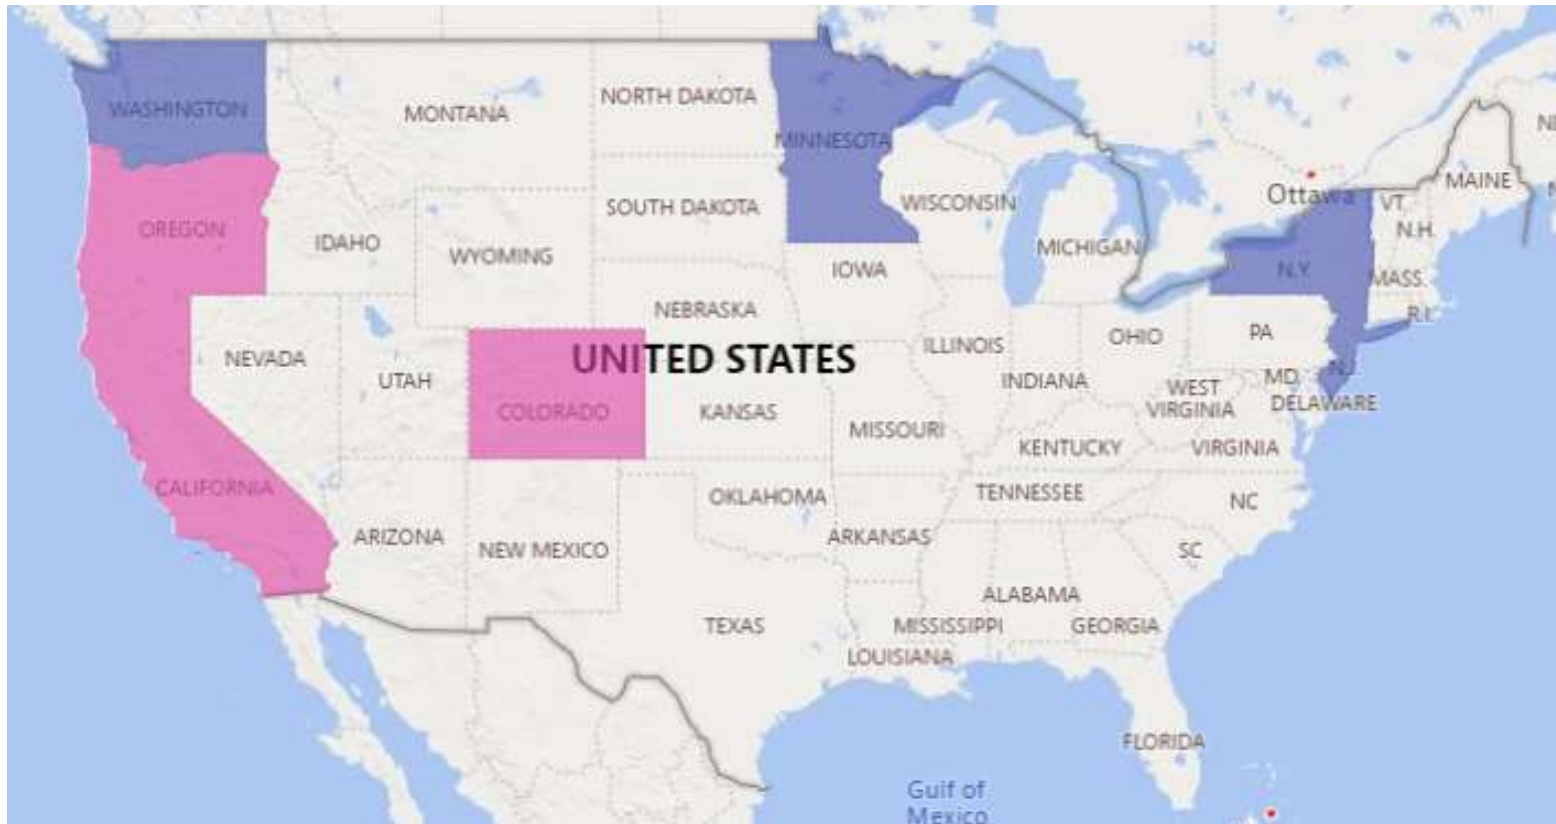 WASHINGTON
MONTANA
NORTH DAKOTA
MINNESOTA
OREGON
IDAHO
WYOMING
SOUTH DAKOTA
WISCONSIN
MICHIGAN
Ottawa
VT.
MAINE
N.H.
N.Y.
MASS.
R.I.
IOWA
NEBRASKA
NEVADA
UTAH
UNITED STATES
ILLINOIS
INDIANA
OHIO
PA
COLORADO
KANSAS
MISSOURI
WEST
VIRGINIA
MD.
DELAWARE
KENTUCKY
VIRGINIA
CALIFORNIA
ARIZONA
NEW MEXICO
OKLAHOMA
ARKANSAS
TENNESSEE
NC
SC
TEXAS
ALABAMA
MISSISSIPPI
GEORGIA
LOUISIANA
FLORIDA
Gulf of
Mexico